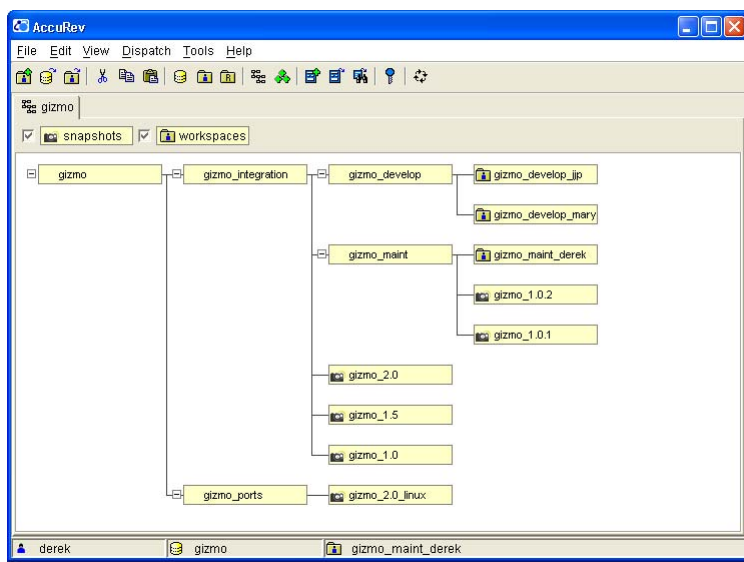 AccuRev
File Edit View Dispatch Tools Help
gizmo
snapshots workspaces
gizmo gizmo_integration gizmo_develop gizmo_develop_jjp
gizmo_develop_mary
gizmo_maint gizmo_maint_derek
gizmo_1.0.2
gizmo_1.0.1
gizmo_2.0
gizmo_1.5
gizmo_1.0
gizmo_ports gizmo_2.0_linux
derek gizmo gizmo_maint_derek